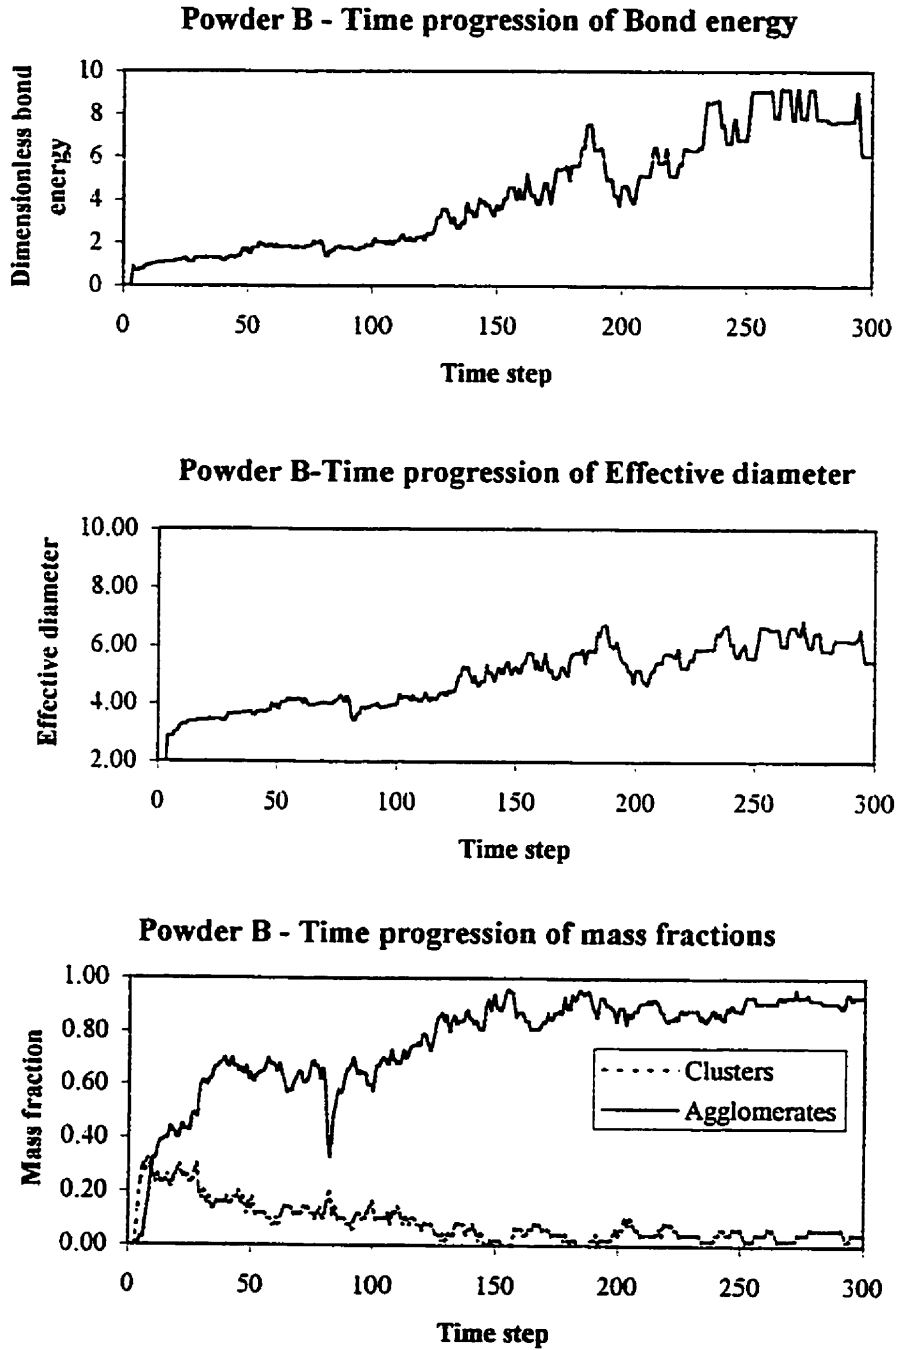 Powder B - Time progression of Bond energy
Dimensionless bond
energy
10
8
6
4
2
0
0 50 100 150 200 250 300
Time step
Powder B-Time progression of Effective diameter
Effective diameter
10.00
8.00
6.00
4.00
2.00
0 50 100 150 200 250 300
Time step
Powder B - Time progression of mass fractions
Mass fraction
1.00
0.80
0.60
0.40
0.20
0.00
Clusters
Agglomerates
0 50 100 150 200 250 300
Time step